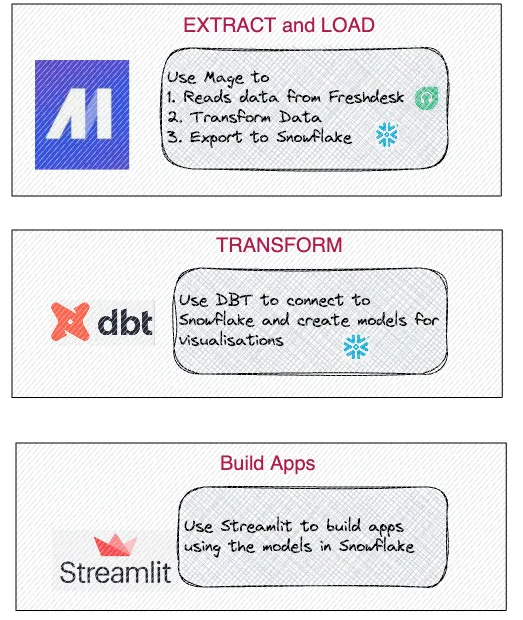 EXTRACT and LOAD
Use Mage to
1. Reads data from Freshdesk
2. Transform Data
3. Export to Snowflake
TRANSFORM
dbt
Use DBT to connect to
Snowflake and create models for
visualisations
Build Apps
Use Streamlit to build apps
using the models in Snowflake
Streamlit